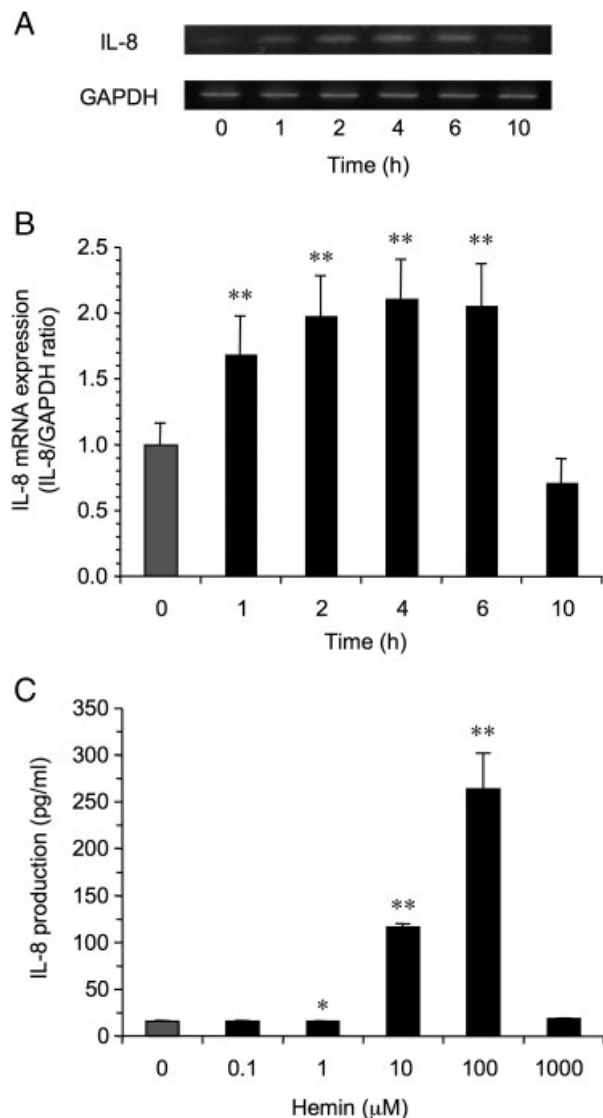 A
IL-8
GAPDH
0 1 2 4 6 10
Time (h)
B
IL-8 mRNA expression
(IL-8/GAPDH ratio)
2.5
2.0
1.5
1.0
0.5
0.0
** ** ** **
0 1 2 4 6 10
Time (h)
C
IL-8 production (pg/ml)
350
300
250
200
150
100
50
0
* ** **
0 0.1 1 10 100 1000
Hemin (μM)